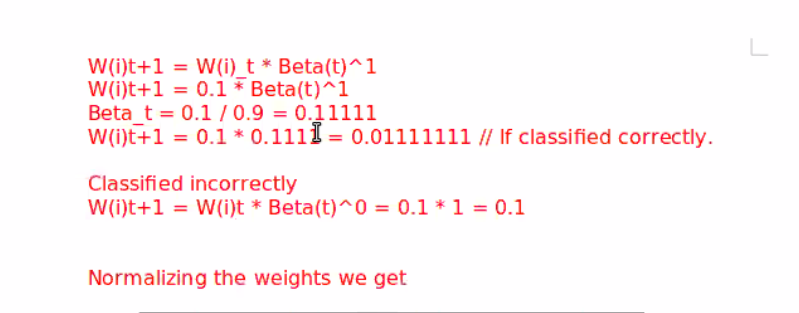 W(i)t+1 = W(i)_t * Beta(t)^1
W(i)t+1 = 0.1 * Beta(t)^1
Beta_t = 0.1 / 0.9 = 0.11111
W(i)t+1 = 0.1 * 0.1111 = 0.01111111 // If classified correctly.
Classified incorrectly
W(i)t+1 = W(i)t * Beta(t)^0 = 0.1 * 1 = 0.1
Normalizing the weights we get